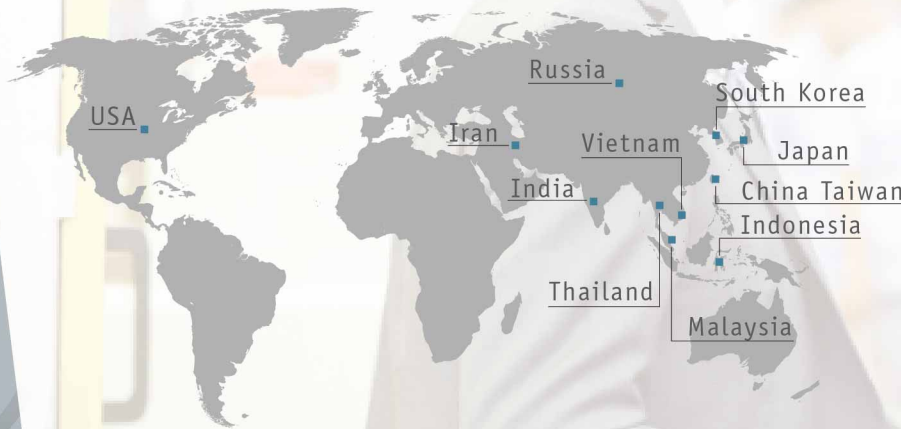 Russia
South Korea
USA
Iran
Vietnam
Japan
India
China Taiwan
Indonesia
Thailand
Malaysia